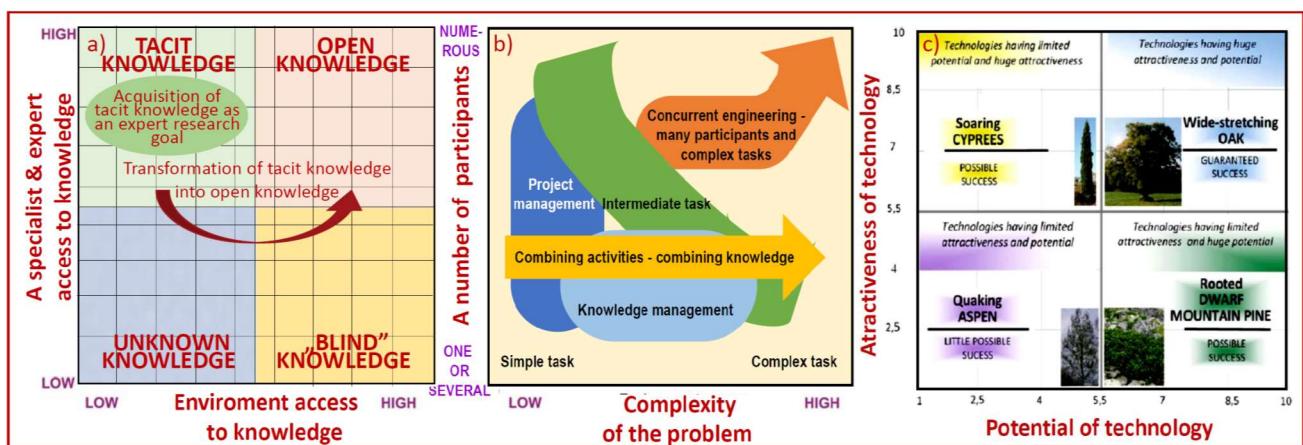 a)
HIGH
TACIT
KNOWLEDGE
OPEN
KNOWLEDGE
Acquisition of
tacit knowledge as
an expert research
goal
Transformation of tacit knowledge
into open knowledge
UNKNOWN
KNOWLEDGE
„BLIND”
KNOWLEDGE
LOW
LOW
HIGH
A specialist & expert
access to knowledge
Enviroment access
to knowledge
b)
NUME-
ROUS
A number of participants
ONE
OR
SEVERAL
Concurrent engineering -
many participants and
complex tasks
Project
management
Intermediate task
Combining activities - combining knowledge
Knowledge management
Simple task
Complex task
LOW
HIGH
Complexity
of the problem
c)
Atractiveness of technology
10
8,5
7
5,5
4
2,5
Technologies having limited
potential and huge attractivness
Technologies having huge
attractiveness and potential
Soaring
CYPREES
POSSIBLE
SUCCESS
Wide-stretching
OAK
GUARANTEED
SUCCESS
Technologies having limited
attractiveness and potential
Technologies having limited
attractiveness and huge potential
Quaking
ASPEN
LITTLE POSSIBLE
SUCESS
Rooted
DWARF
MOUNTAIN PINE
POSSIBLE
SUCCESS
1
2,5
4
5,5
7
8,5
10
Potential of technology